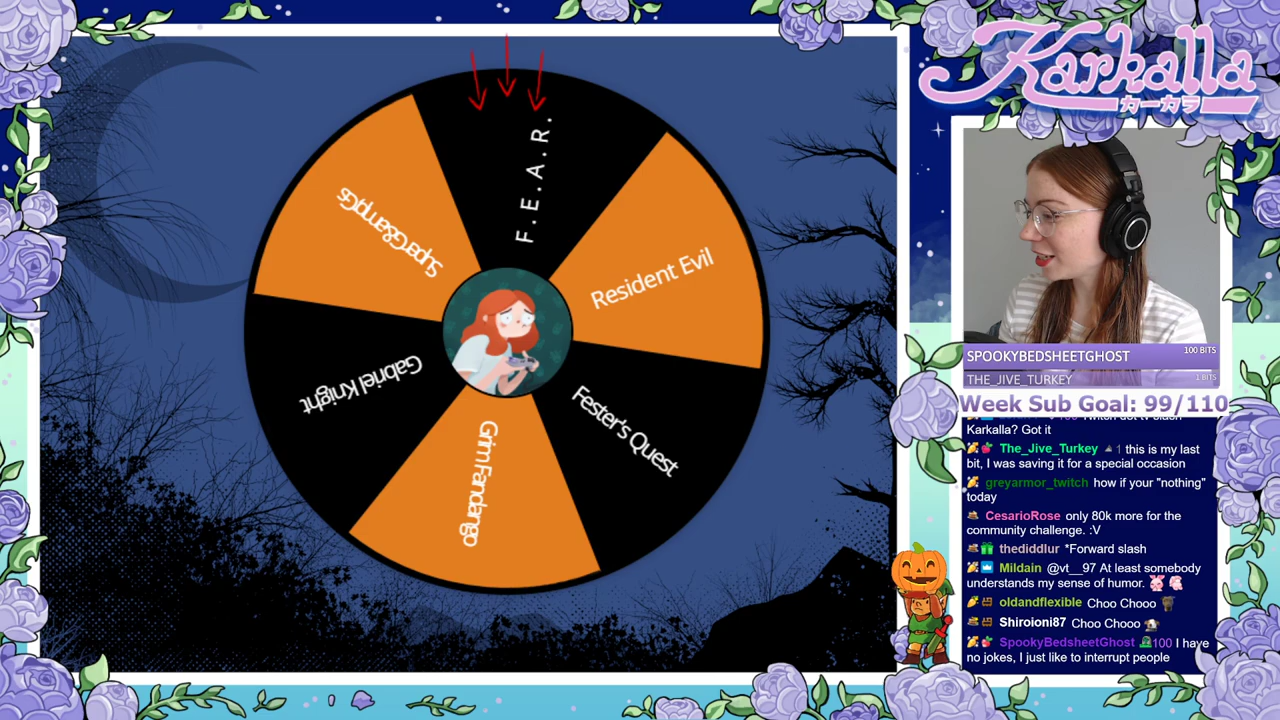 Karkalla
カーカラ
F.E.A.R.
Resident Evil
Fester's Quest
Grim Fandango
Gabriel Knight
SuperC&amp;C
SPOOKYBEDSHEETGHOST 100 BITS
THE_JIVE_TURKEY 1 BITS
Week Sub Goal: 99/110
Karkalla? Got it
The_Jive_Turkey 1 this is my last
bit, I was saving it for a special occasion
greyarmor_twitch how if your "nothing"
today
CesarioRose only 80k more for the
community challenge. :V
thediddlur *Forward slash
Mildain @vt__97 At least somebody
understands my sense of humor.
oldandflexible Choo Chooo
Shiroioni87 Choo Chooo
SpookyBedsheetGhost 100 I have
no jokes, I just like to interrupt people